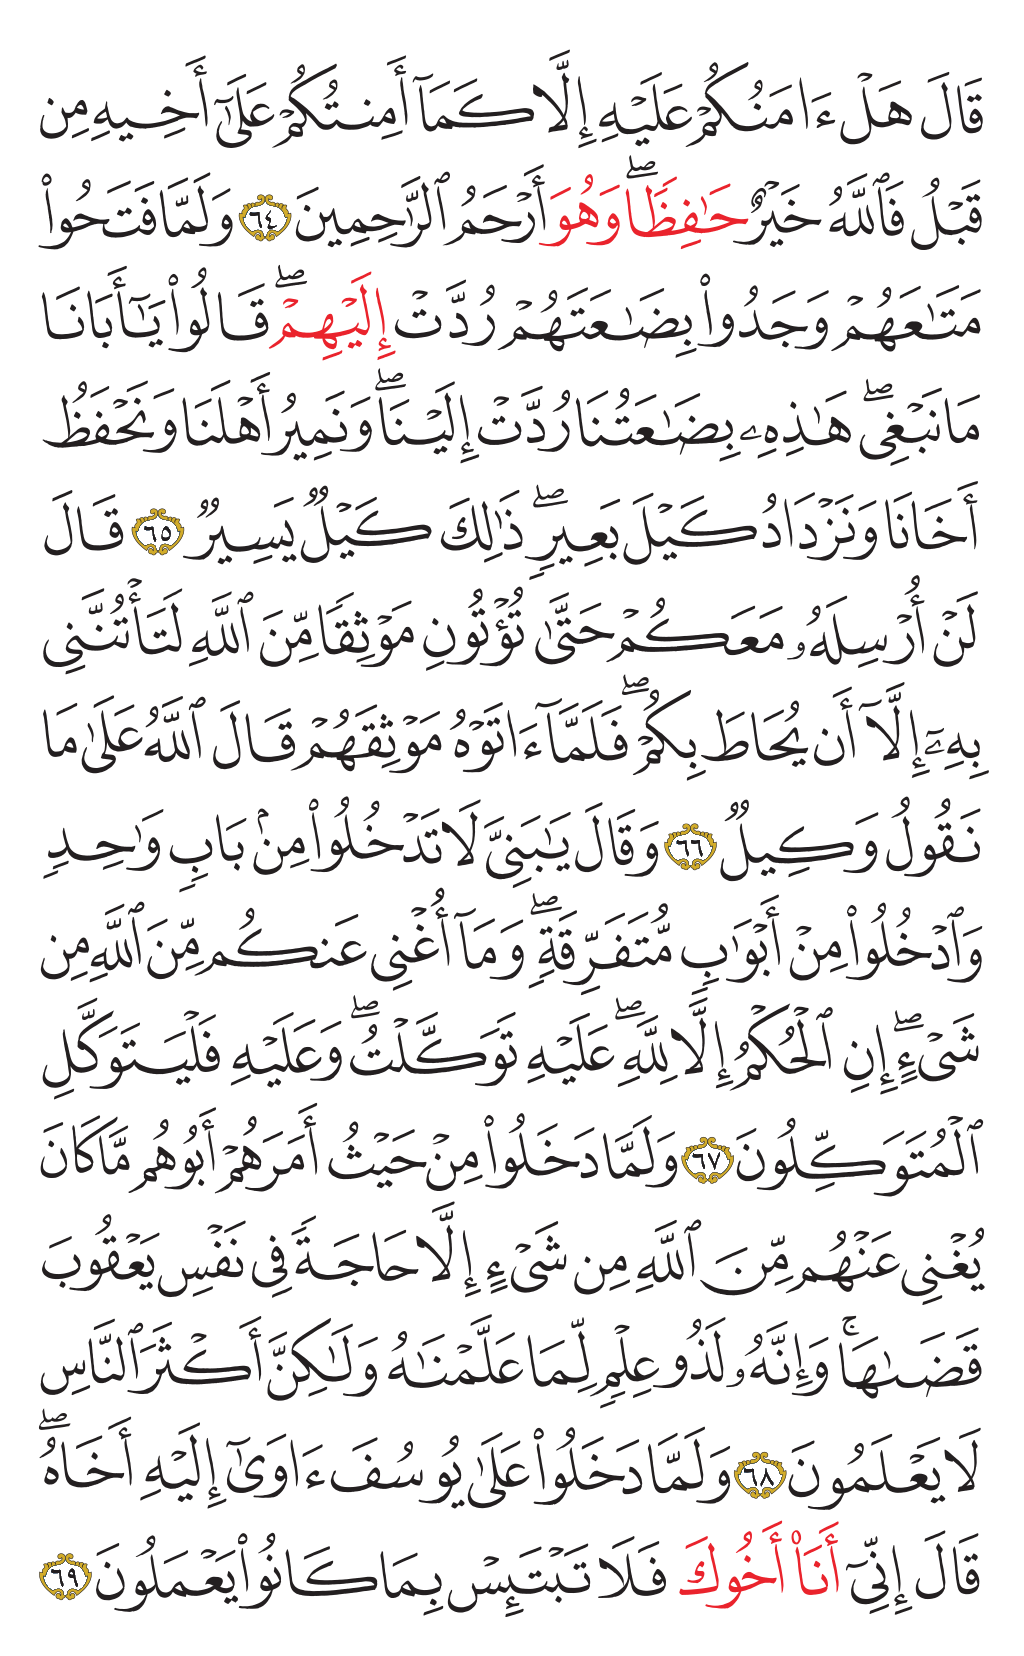 قَالَ هَلْ ءَامَنُكُمْ عَلَيْهِ إِلَّا كَمَآ أَمِنتُكُمْ عَلَىٰٓ أَخِيهِ مِن
قَبْلُ فَٱللَّهُ خَيْرٌ حَٰفِظًاۖ وَهُوَ أَرْحَمُ ٱلرَّٰحِمِينَ ٦٤ وَلَمَّا فَتَحُوا۟
مَتَٰعَهُمْ وَجَدُوا۟ بِضَٰعَتَهُمْ رُدَّتْ إِلَيْهِمْۖ قَالُوا۟ يَٰٓأَبَانَا
مَا نَبْغِىۖ هَٰذِهِۦ بِضَٰعَتُنَا رُدَّتْ إِلَيْنَاۖ وَنَمِيرُ أَهْلَنَا وَنَحْفَظُ
أَخَانَا وَنَزْدَادُ كَيْلَ بَعِيرٍۖ ذَٰلِكَ كَيْلٌ يَسِيرٌ ٦٥ قَالَ
لَنْ أُرْسِلَهُۥ مَعَكُمْ حَتَّىٰ تُؤْتُونِ مَوْثِقًا مِّنَ ٱللَّهِ لَتَأْتُنَّنِى
بِهِۦٓ إِلَّآ أَن يُحَاطَ بِكُمْۖ فَلَمَّآ ءَاتَوْهُ مَوْثِقَهُمْ قَالَ ٱللَّهُ عَلَىٰ مَا
نَقُولُ وَكِيلٌ ٦٦ وَقَالَ يَٰبَنِىَّ لَا تَدْخُلُوا۟ مِنۢ بَابٍ وَٰحِدٍ
وَٱدْخُلُوا۟ مِنْ أَبْوَٰبٍ مُّتَفَرِّقَةٍۖ وَمَآ أُغْنِى عَنكُم مِّنَ ٱللَّهِ مِن
شَىْءٍۖ إِنِ ٱلْحُكْمُ إِلَّا لِلَّهِۖ عَلَيْهِ تَوَكَّلْتُۖ وَعَلَيْهِ فَلْيَتَوَكَّلِ
ٱلْمُتَوَكِّلُونَ ٦٧ وَلَمَّا دَخَلُوا۟ مِنْ حَيْثُ أَمَرَهُمْ أَبُوهُم مَّا كَانَ
يُغْنِى عَنْهُم مِّنَ ٱللَّهِ مِن شَىْءٍ إِلَّا حَاجَةً فِى نَفْسِ يَعْقُوبَ
قَضَىٰهَاۚ وَإِنَّهُۥ لَذُو عِلْمٍ لِّمَا عَلَّمْنَٰهُ وَلَٰكِنَّ أَكْثَرَ ٱلنَّاسِ
لَا يَعْلَمُونَ ٦٨ وَلَمَّا دَخَلُوا۟ عَلَىٰ يُوسُفَ ءَاوَىٰٓ إِلَيْهِ أَخَاهُۖ
قَالَ إِنِّىٓ أَنَا۠ أَخُوكَ فَلَا تَبْتَئِسْ بِمَا كَانُوا۟ يَعْمَلُونَ ٦٩